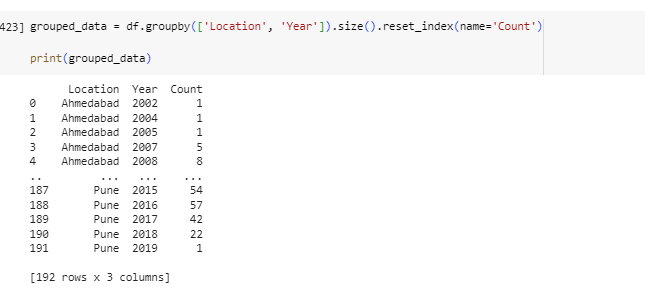 423] grouped_data = df.groupby(['Location', 'Year']).size().reset_index(name='Count')
print(grouped_data)
Location Year Count
0 Ahmedabad 2002 1
1 Ahmedabad 2004 1
2 Ahmedabad 2005 1
3 Ahmedabad 2007 5
4 Ahmedabad 2008 8
.. ... ... ...
187 Pune 2015 54
188 Pune 2016 57
189 Pune 2017 42
190 Pune 2018 22
191 Pune 2019 1
[192 rows x 3 columns]